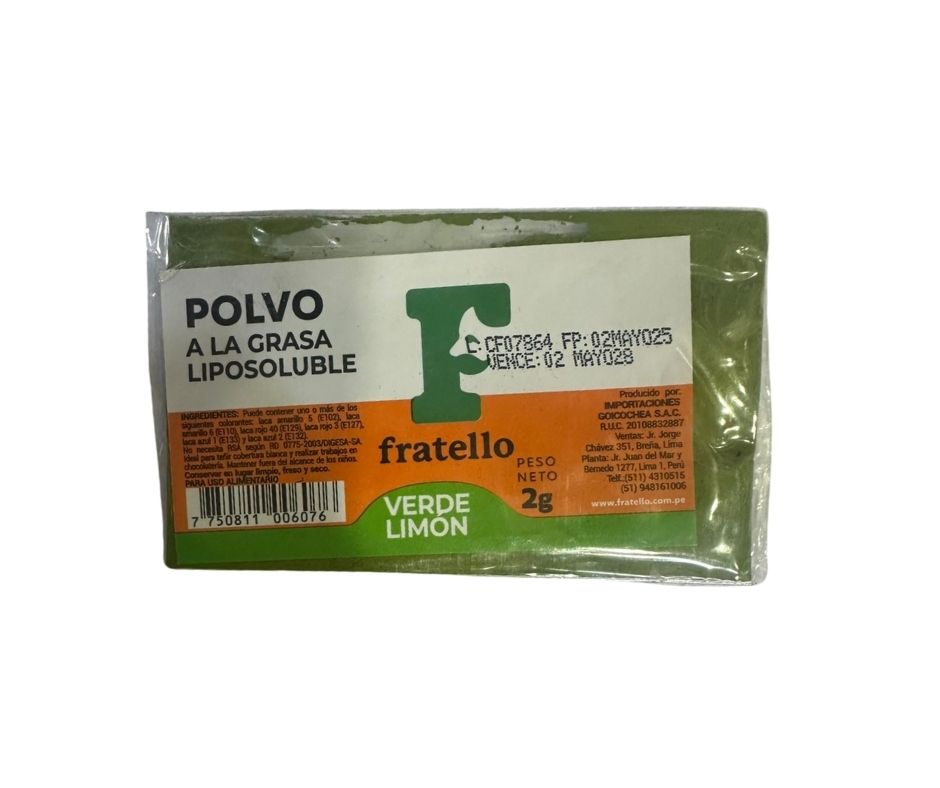 POLVO
A LA GRASA
LIPOSOLUBLE
L:CF07864 FP:02MAYO25
VENCE:02 MAYO28
INGREDIENTES: Puede contener uno o más de los
siguientes colorantes: laca amarillo 5 (E102), laca
amarillo 6 (E110), laca rojo 40 (E129), laca rojo 3 (E127),
laca azul 1 (E133) y laca azul 2 (E132).
No necesita RSA según RD 0775-2003/DIGESA-SA.
Ideal para teñir cobertura blanca y realizar trabajos en
chocolatería. Mantener fuera del alcance de los niños.
Conservar en lugar limpio, freso y seco.
PARA USO ALIMENTARIO
7 750811 006076
fratello
PESO
NETO
2g
VERDE
LIMÓN
Producido por:
IMPORTACIONES
GOICOCHEA S.A.C.
R.U.C. 20108832887
Ventas: Jr. Jorge
Chávez 351, Breña, Lima
Planta: Jr. Juan del Mar y
Bernedo 1277, Lima 1, Perú
Telf.:(511) 4310515
(51) 948161006
www.fratello.com.pe